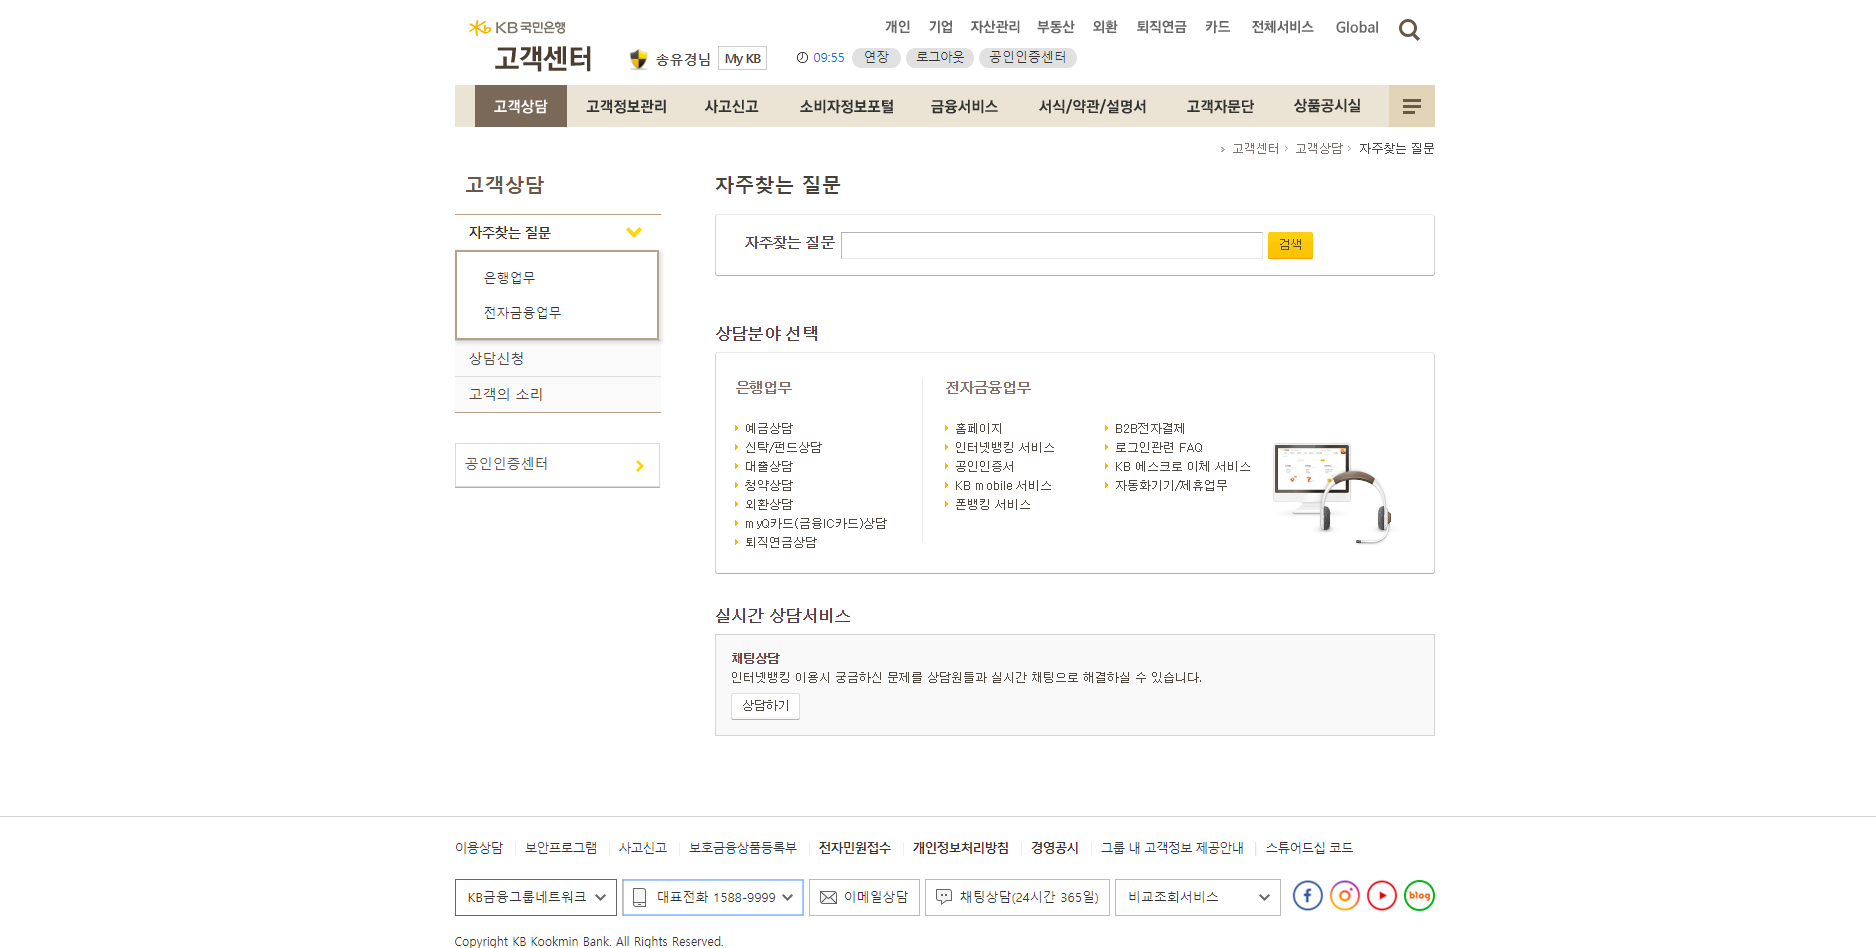 KB국민은행
고객센터
개인 기업 자산관리 부동산 외환 퇴직연금 카드 전체서비스 Global
송유경님 My KB 09:55 연장 로그아웃 공인인증센터
고객상담 고객정보관리 사고신고 소비자정보포털 금융서비스 서식/약관/설명서 고객자문단 상품공시실
> 고객센터 > 고객상담 > 자주찾는 질문
고객상담
자주찾는 질문
은행업무
전자금융업무
상담신청
고객의 소리
공인인증센터
자주찾는 질문
자주찾는 질문 검색
상담분야 선택
은행업무
예금상담
신탁/펀드상담
대출상담
청약상담
외환상담
myQ카드(금융IC카드)상담
퇴직연금상담
전자금융업무
홈페이지
인터넷뱅킹 서비스
공인인증서
KB mobile 서비스
폰뱅킹 서비스
B2B전자결제
로그인관련 FAQ
KB 에스크로 이체 서비스
자동화기기/제휴업무
실시간 상담서비스
채팅상담
인터넷뱅킹 이용시 궁금하신 문제를 상담원들과 실시간 채팅으로 해결하실 수 있습니다.
상담하기
이용상담 보안프로그램 사고신고 보호금융상품등록부 전자민원접수 개인정보처리방침 경영공시 그룹 내 고객정보 제공안내 스튜어드십 코드
KB금융그룹네트워크 대표전화 1588-9999 이메일상담 채팅상담(24시간 365일) 비교조회서비스 blog
Copyright KB Kookmin Bank. All Rights Reserved.